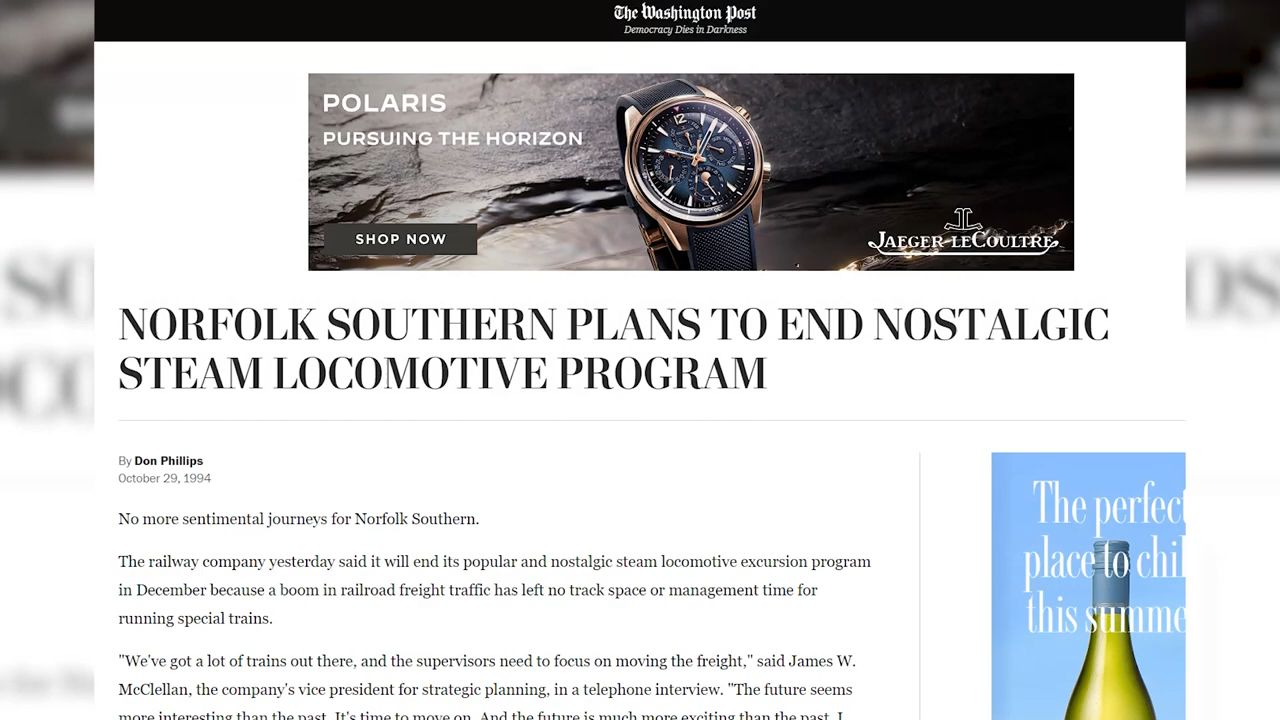 The Washington Post
Democracy Dies in Darkness
POLARIS
PURSUING THE HORIZON
SHOP NOW
JAEGER-LECOULTRE
NORFOLK SOUTHERN PLANS TO END NOSTALGIC
STEAM LOCOMOTIVE PROGRAM
By Don Phillips
October 29, 1994
No more sentimental journeys for Norfolk Southern.
The railway company yesterday said it will end its popular and nostalgic steam locomotive excursion program
in December because a boom in railroad freight traffic has left no track space or management time for
running special trains.
"We've got a lot of trains out there, and the supervisors need to focus on moving the freight," said James W.
McClellan, the company's vice president for strategic planning, in a telephone interview. "The future seems
more interesting than the past. It's time to move on. And the future is much more exciting than the past. I
The perfect
place to chil
this summe